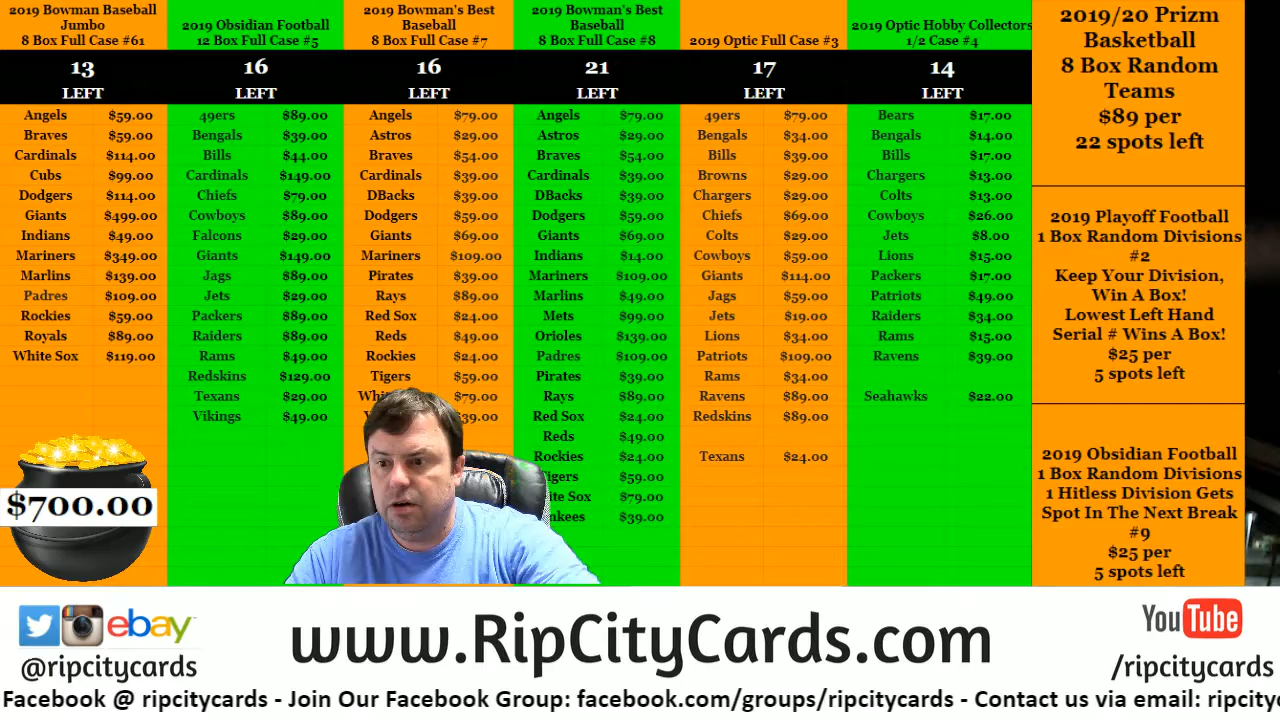 2019 Bowman Baseball
Jumbo
8 Box Full Case #61
13
LEFT
Angels $59.00
Braves $59.00
Cardinals $114.00
Cubs $99.00
Dodgers $114.00
Giants $499.00
Indians $49.00
Mariners $349.00
Marlins $139.00
Padres $109.00
Rockies $59.00
Royals $89.00
White Sox $119.00
$700.00
2019 Obsidian Football
12 Box Full Case #5
16
LEFT
49ers $89.00
Bengals $39.00
Bills $44.00
Cardinals $149.00
Chiefs $79.00
Cowboys $89.00
Falcons $29.00
Giants $149.00
Jags $89.00
Jets $29.00
Packers $89.00
Raiders $89.00
Rams $49.00
Redskins $129.00
Texans $29.00
Vikings $49.00
2019 Bowman's Best
Baseball
8 Box Full Case #7
16
LEFT
Angels $79.00
Astros $29.00
Braves $54.00
Cardinals $39.00
DBacks $39.00
Dodgers $59.00
Giants $69.00
Mariners $109.00
Pirates $39.00
Rays $89.00
Red Sox $24.00
Reds $49.00
Rockies $24.00
Tigers $59.00
$79.00
39.00
2019 Bowman's Best
Baseball
8 Box Full Case #8
21
LEFT
Angels $79.00
Astros $29.00
Braves $54.00
Cardinals $39.00
DBacks $39.00
Dodgers $59.00
Giants $69.00
Indians $14.00
Mariners $109.00
Marlins $49.00
Mets $99.00
Orioles $139.00
Padres $109.00
Pirates $39.00
Rays $89.00
Red Sox $24.00
Reds $49.00
Rockies $24.00
igers $59.00
ite Sox $79.00
nkees $39.00
2019 Optic Full Case #3
17
LEFT
49ers $79.00
Bengals $34.00
Bills $39.00
Browns $29.00
Chargers $29.00
Chiefs $69.00
Colts $29.00
Cowboys $59.00
Giants $114.00
Jags $59.00
Jets $19.00
Lions $34.00
Patriots $109.00
Rams $34.00
Ravens $89.00
Redskins $89.00
Texans $24.00
2019 Optic Hobby Collectors
1/2 Case #4
14
LEFT
Bears $17.00
Bengals $14.00
Bills $17.00
Chargers $13.00
Colts $13.00
Cowboys $26.00
Jets $8.00
Lions $15.00
Packers $17.00
Patriots $49.00
Raiders $34.00
Rams $15.00
Ravens $39.00
Seahawks $22.00
2019/20 Prizm
Basketball
8 Box Random
Teams
$89 per
22 spots left
2019 Playoff Football
1 Box Random Divisions
#2
Keep Your Division,
Win A Box!
Lowest Left Hand
Serial # Wins A Box!
$25 per
5 spots left
2019 Obsidian Football
1 Box Random Divisions
1 Hitless Division Gets
Spot In The Next Break
#9
$25 per
5 spots left
ebay
@ripcitycards
www.RipCityCards.com
YouTube
/ripcitycards
Facebook @ ripcitycards - Join Our Facebook Group: facebook.com/groups/ripcitycards - Contact us via email: ripcity